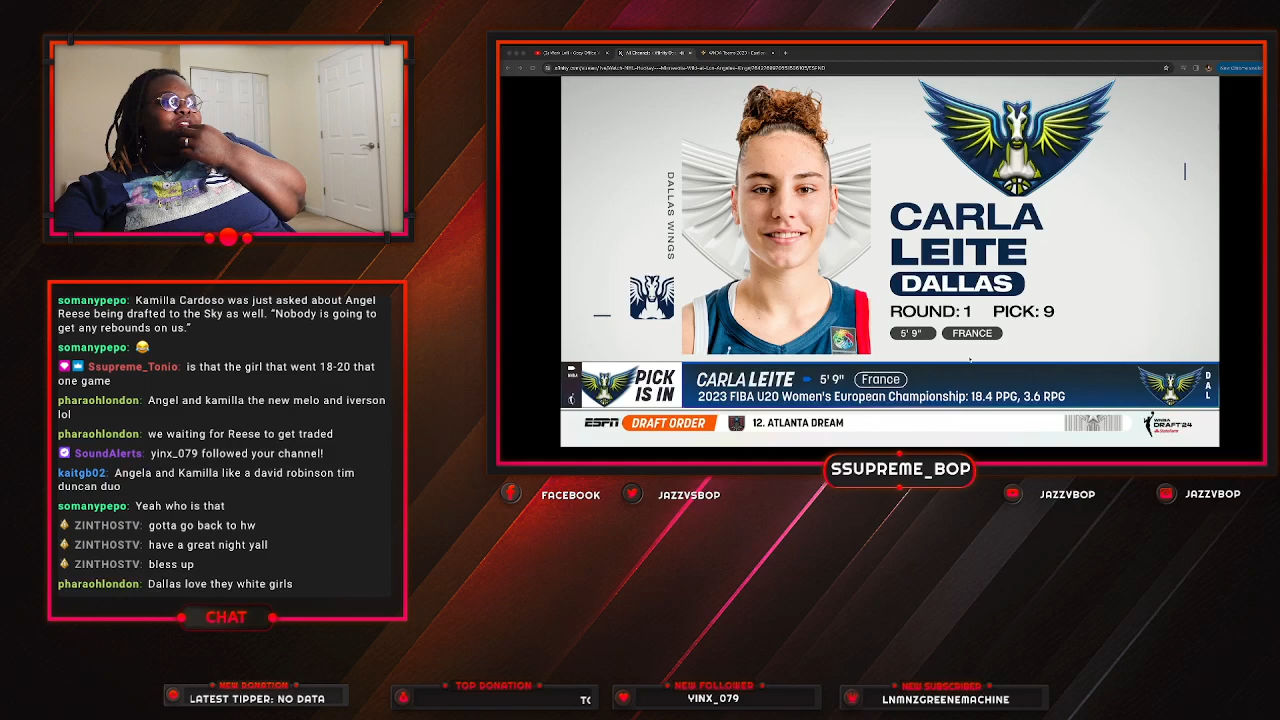 somanypepo: Kamilla Cardoso was just asked about Angel
Reese being drafted to the Sky as well. “Nobody is going to
get any rebounds on us.”
somanypepo: 😂
Ssupreme_Tonio: is that the girl that went 18-20 that
one game
pharaohlondon: Angel and kamilla the new melo and iverson
lol
pharaohlondon: we waiting for Reese to get traded
SoundAlerts: yinx_079 followed your channel!
kaitgb02: Angela and Kamilla like a david robinson tim
duncan duo
somanypepo: Yeah who is that
ZINTHOSTV: gotta go back to hw
ZINTHOSTV: have a great night yall
ZINTHOSTV: bless up
pharaohlondon: Dallas love they white girls
CHAT
DALLAS WINGS
CARLA
LEITE
DALLAS
ROUND: 1 PICK: 9
5' 9" FRANCE
PICK
IS IN
CARLA LEITE 5' 9" France
2023 FIBA U20 Women's European Championship: 18.4 PPG, 3.6 RPG
DAL
ESPN DRAFT ORDER 12. ATLANTA DREAM
WNBA
DRAFT'24
SSUPREME_BOP
FACEBOOK JAZZVSBOP JAZZVBOP JAZZVBOP
NEW DONATION
LATEST TIPPER: NO DATA
TOP DONATION
NEW FOLLOWER
YINX_079
NEW SUBSCRIBER
LNMNZGREENEMACHINE